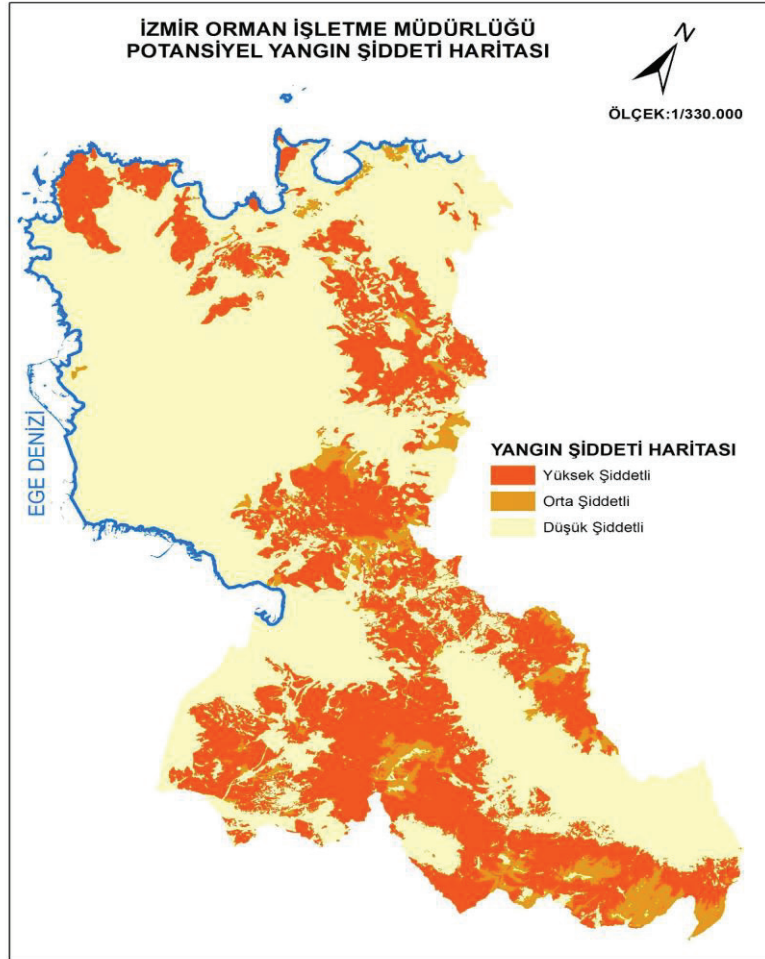 İZMİR ORMAN İŞLETME MÜDÜRLÜĞÜ
POTANSİYEL YANGIN ŞİDDETİ HARİTASI
N
ÖLÇEK:1/330.000
EGE DENİZİ
YANGIN ŞİDDETİ HARİTASI
Yüksek Şiddetli
Orta Şiddetli
Düşük Şiddetli